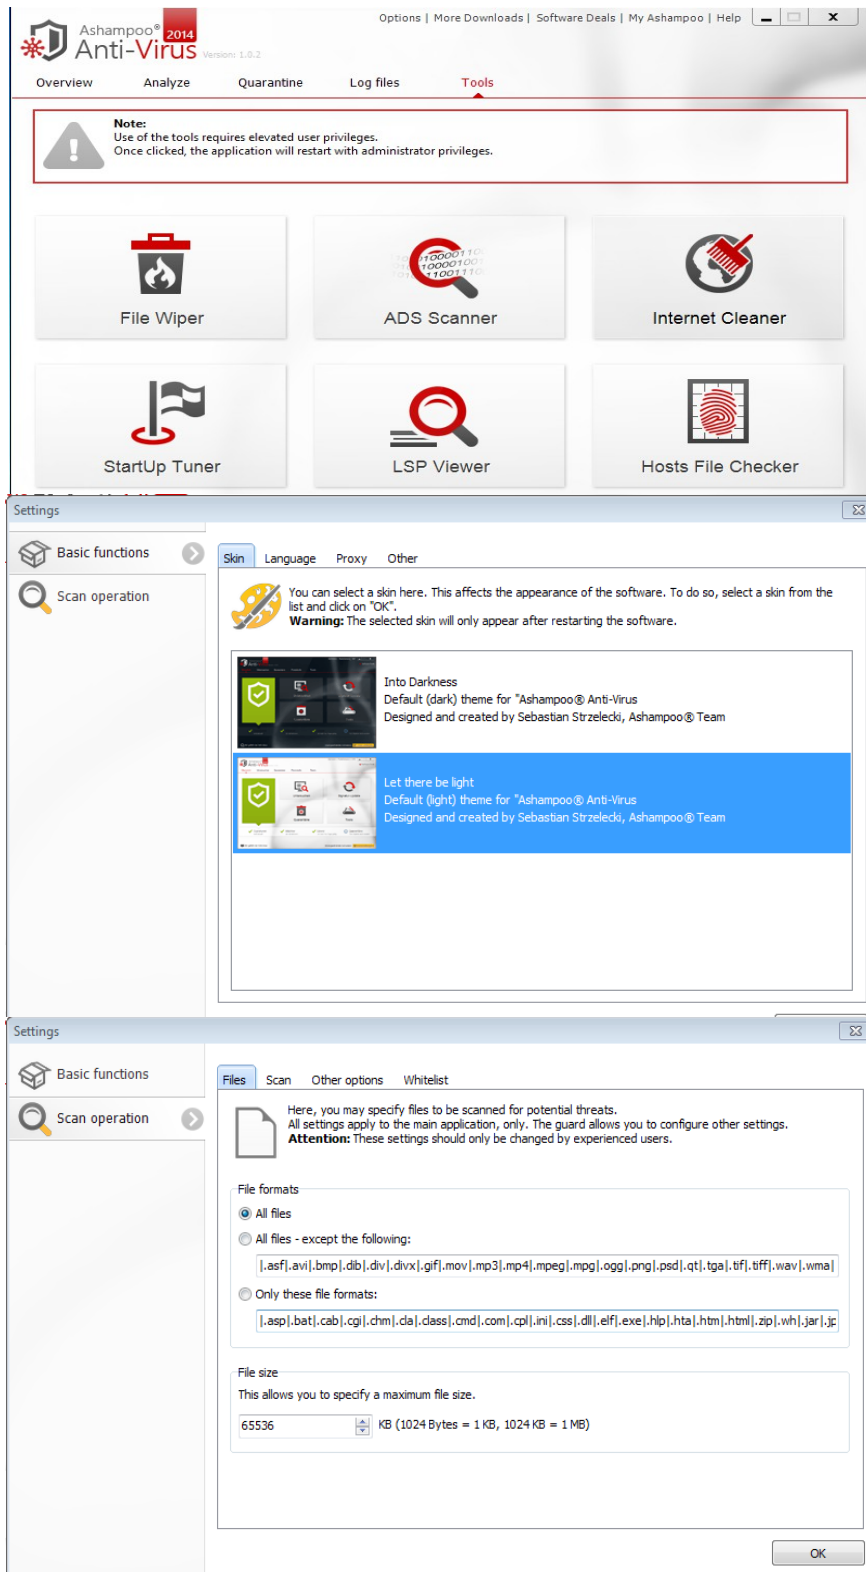 Options | More Downloads | Software Deals | My Ashampoo | Help
Ashampoo® 2014
Anti-Virus Version: 1.0.2
Overview Analyze Quarantine Log files Tools
Note:
Use of the tools requires elevated user privileges.
Once clicked, the application will restart with administrator privileges.
File Wiper ADS Scanner Internet Cleaner
StartUp Tuner LSP Viewer Hosts File Checker
Settings
Basic functions
Scan operation
Skin Language Proxy Other
You can select a skin here. This affects the appearance of the software. To do so, select a skin from the
list and click on "OK".
Warning: The selected skin will only appear after restarting the software.
Into Darkness
Default (dark) theme for "Ashampoo® Anti-Virus
Designed and created by Sebastian Strzelecki, Ashampoo® Team
Let there be light
Default (light) theme for "Ashampoo® Anti-Virus
Designed and created by Sebastian Strzelecki, Ashampoo® Team
Settings
Basic functions
Scan operation
Files Scan Other options Whitelist
Here, you may specify files to be scanned for potential threats.
All settings apply to the main application, only. The guard allows you to configure other settings.
Attention: These settings should only be changed by experienced users.
File formats
All files
All files - except the following:
|.asf|.avi|.bmp|.dib|.div|.divx|.gif|.mov|.mp3|.mp4|.mpeg|.mpg|.ogg|.png|.psd|.qt|.tga|.tif|.tiff|.wav|.wma|
Only these file formats:
|.asp|.bat|.cab|.cgi|.chm|.cla|.class|.cmd|.com|.cpl|.ini|.css|.dll|.elf|.exe|.hlp|.hta|.htm|.html|.zip|.wh|.jar|.jp
File size
This allows you to specify a maximum file size.
65536 KB (1024 Bytes = 1 KB, 1024 KB = 1 MB)
OK